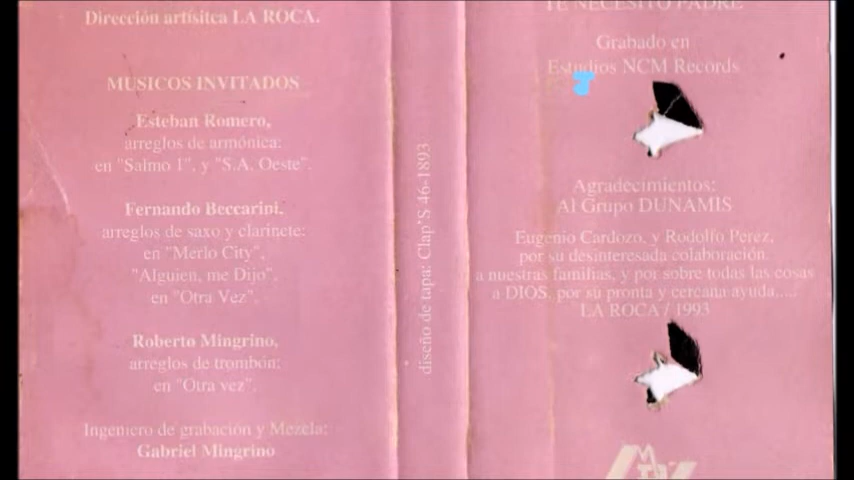 Dirección artísitca LA ROCA.
MUSICOS INVITADOS
Esteban Romero,
arreglos de armónica:
en "Salmo 1", y "S.A. Oeste".
Fernando Beccarini,
arreglos de saxo y clarinete:
en "Merlo City",
"Alguien, me Dijo",
en "Otra Vez".
Roberto Mingrino,
arreglos de trombón:
en "Otra vez".
Ingeniero de grabación y Mezcla:
Gabriel Mingrino
diseño de tapa: Clap'S 46-1893
TE NECESITO PADRE
Grabado en
Estudios NCM Records
Agradecimientos:
Al Grupo DUNAMIS
Eugenio Cardozo, y Rodolfo Perez,
por su desinteresada colaboración.
a nuestras familias, y por sobre todas las cosas
a DIOS, por su pronta y cercana ayuda.....
LA ROCA / 1993